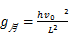 g月 = hv₀²/L²